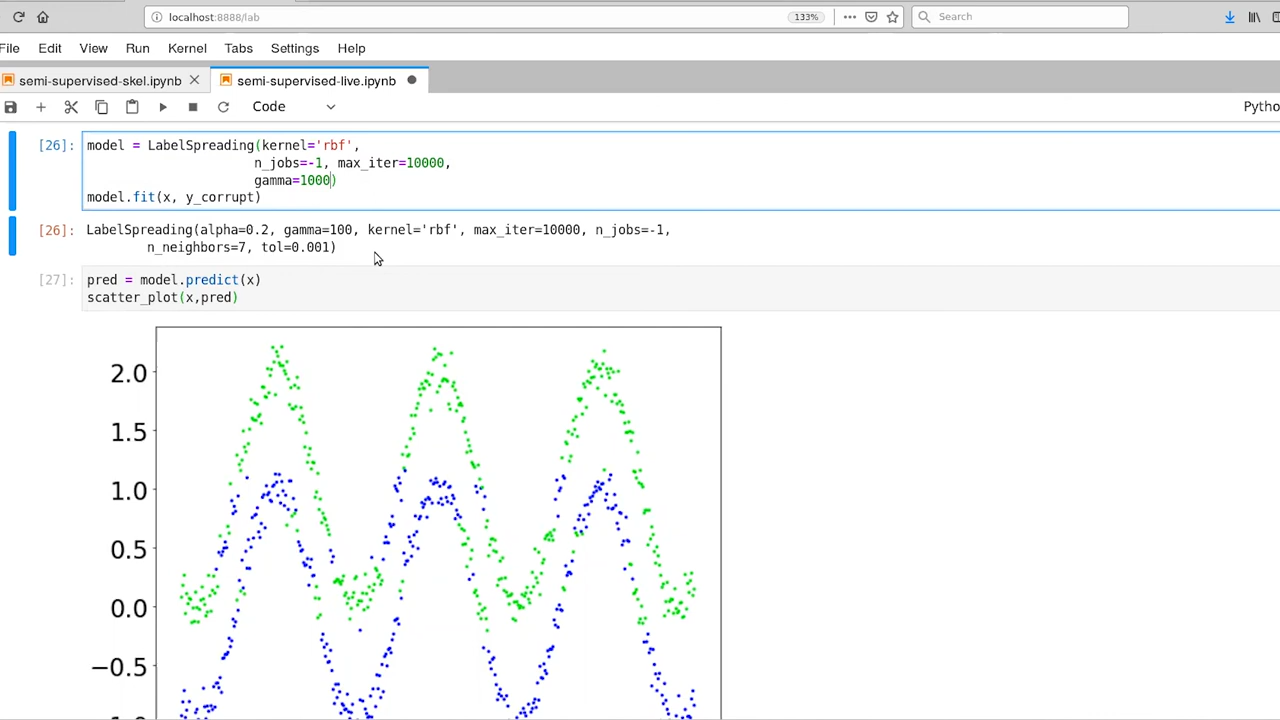 localhost:8888/lab
133%
Search
File Edit View Run Kernel Tabs Settings Help
semi-supervised-skel.ipynb
semi-supervised-live.ipynb
Code
Pytho
[26]:
model = LabelSpreading(kernel='rbf',
n_jobs=-1, max_iter=10000,
gamma=1000)
model.fit(x, y_corrupt)
[26]:
LabelSpreading(alpha=0.2, gamma=100, kernel='rbf', max_iter=10000, n_jobs=-1,
n_neighbors=7, tol=0.001)
[27]:
pred = model.predict(x)
scatter_plot(x,pred)
2.0
1.5
1.0
0.5
0.0
−0.5